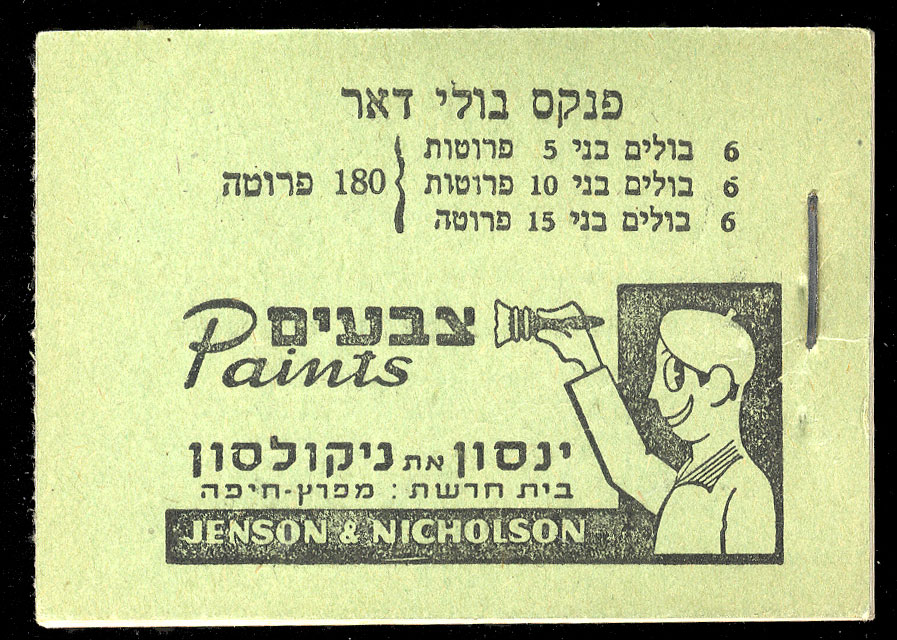 פנקס בולי דאר
6 בולים בני 5 פרוטות
6 בולים בני 10 פרוטות } 180 פרוטה
6 בולים בני 15 פרוטה
צבעים
Paints
ינסון את ניקולסון
בית חרשת: מפרץ-חיפה
JENSON & NICHOLSON